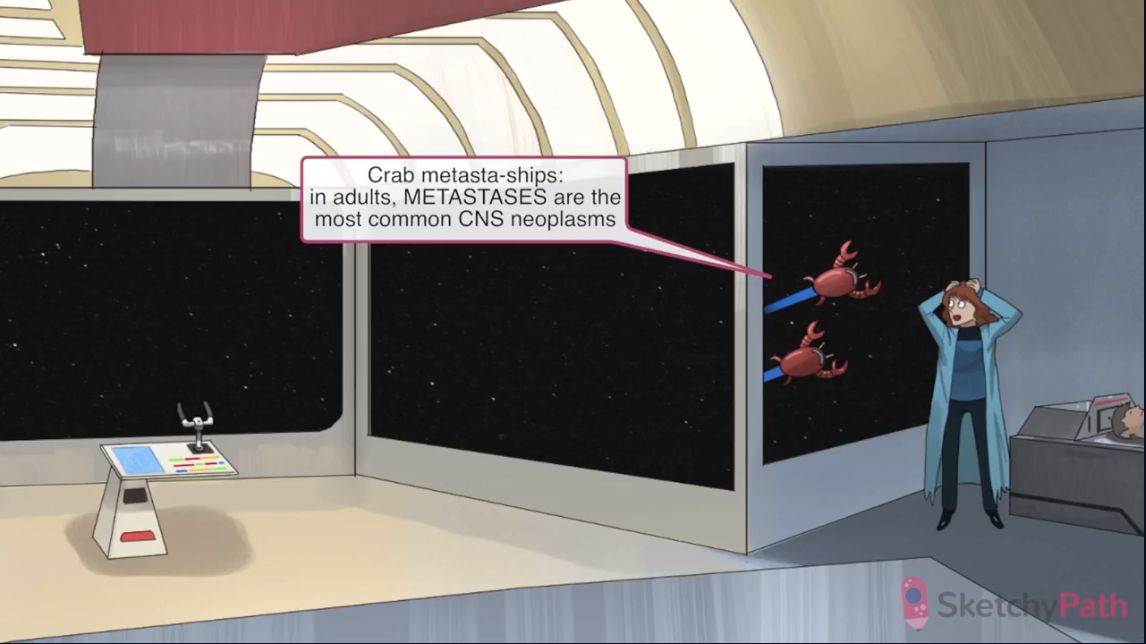 Crab metasta-ships:
in adults, METASTASES are the
most common CNS neoplasms
SketchyPath